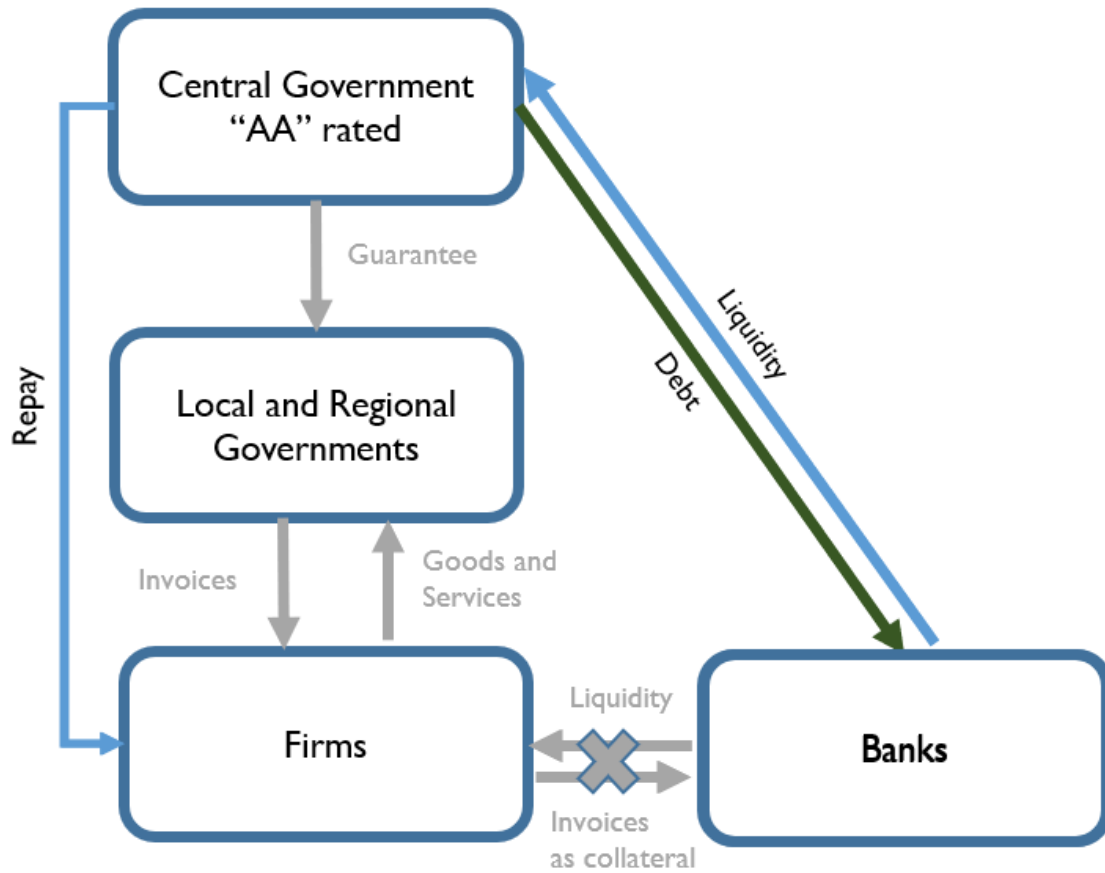 Central Government
“AA” rated
Guarantee
Liquidity
Debt
Repay
Local and Regional
Governments
Invoices
Goods and
Services
Firms
Liquidity
Invoices
as collateral
Banks